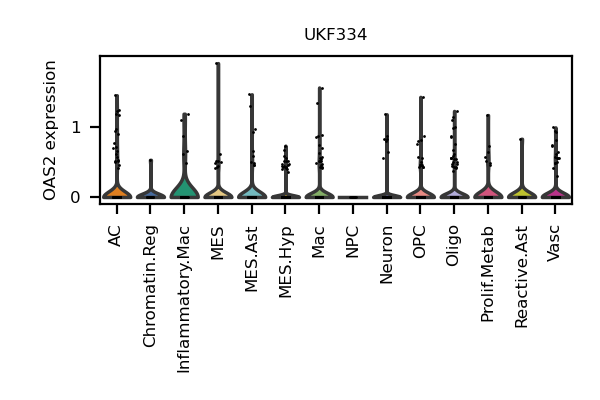 UKF334
OAS2 expression
1
0
AC
Chromatin.Reg
Inflammatory.Mac
MES
MES.Ast
MES.Hyp
Mac
NPC
Neuron
OPC
Oligo
Prolif.Metab
Reactive.Ast
Vasc